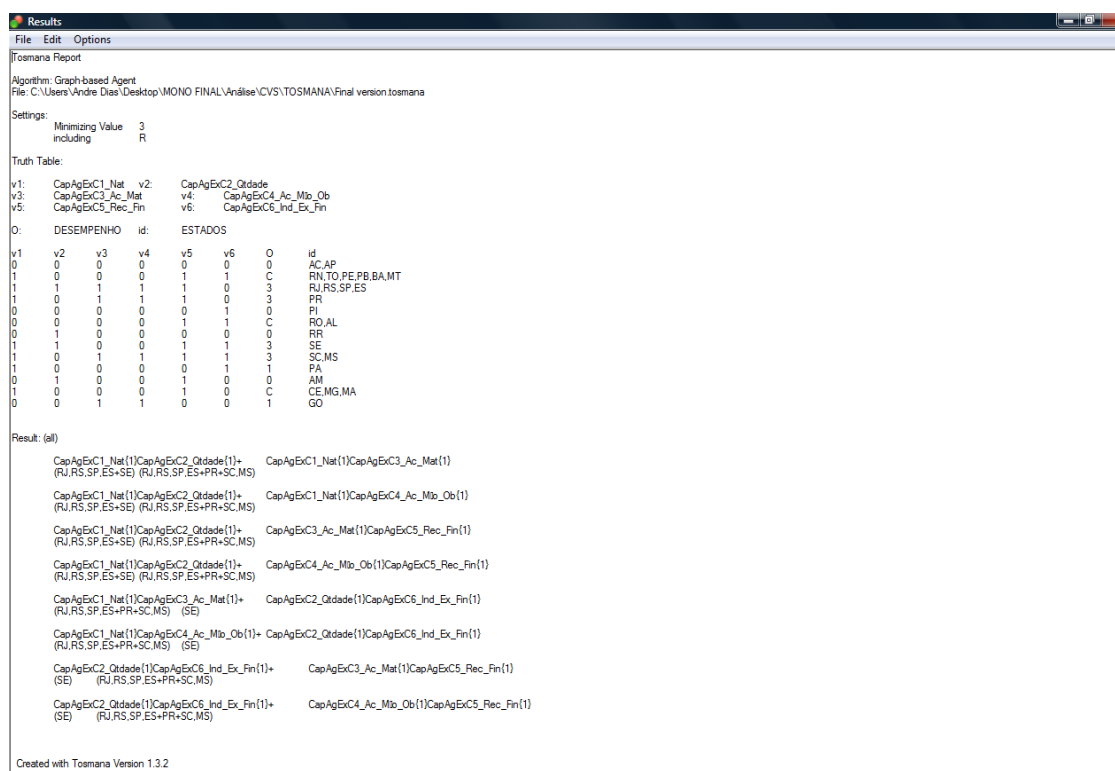 Results
File Edit Options
Tosmana Report
Algorithm: Graph-based Agent
File: C:\Users\Andre Dias\Desktop\MONO FINAL\Análise\CVS\TOSMANA\Final version.tosmana
Settings:
Minimizing Value 3
including R
Truth Table:
v1: CapAgExC1_Nat v2: CapAgExC2_Qtdade
v3: CapAgExC3_Ac_Mat v4: CapAgExC4_Ac_Mão_Ob
v5: CapAgExC5_Rec_Fin v6: CapAgExC6_Ind_Ex_Fin
O: DESEMPENHO id: ESTADOS
v1 v2 v3 v4 v5 v6 O id
0 0 0 0 0 0 0 AC,AP
1 0 0 0 1 1 C RN,TO,PE,PB,BA,MT
1 1 1 1 1 0 3 RJ,RS,SP,ES
1 0 1 1 1 0 3 PR
0 0 0 0 0 1 0 PI
0 0 0 0 1 1 C RO,AL
0 1 0 0 0 0 0 RR
1 1 0 0 1 1 3 SE
1 0 1 1 1 1 3 SC,MS
1 0 0 0 0 1 1 PA
0 1 0 0 1 0 0 AM
1 0 0 0 1 0 C CE,MG,MA
0 0 1 1 0 0 1 GO
Result: (all)
CapAgExC1_Nat{1}CapAgExC2_Qtdade{1}+ CapAgExC1_Nat{1}CapAgExC3_Ac_Mat{1}
(RJ,RS,SP,ES+SE) (RJ,RS,SP,ES+PR+SC,MS)
CapAgExC1_Nat{1}CapAgExC2_Qtdade{1}+ CapAgExC1_Nat{1}CapAgExC4_Ac_Mão_Ob{1}
(RJ,RS,SP,ES+SE) (RJ,RS,SP,ES+PR+SC,MS)
CapAgExC1_Nat{1}CapAgExC2_Qtdade{1}+ CapAgExC3_Ac_Mat{1}CapAgExC5_Rec_Fin{1}
(RJ,RS,SP,ES+SE) (RJ,RS,SP,ES+PR+SC,MS)
CapAgExC1_Nat{1}CapAgExC2_Qtdade{1}+ CapAgExC4_Ac_Mão_Ob{1}CapAgExC5_Rec_Fin{1}
(RJ,RS,SP,ES+SE) (RJ,RS,SP,ES+PR+SC,MS)
CapAgExC1_Nat{1}CapAgExC3_Ac_Mat{1}+ CapAgExC2_Qtdade{1}CapAgExC6_Ind_Ex_Fin{1}
(RJ,RS,SP,ES+PR+SC,MS) (SE)
CapAgExC1_Nat{1}CapAgExC4_Ac_Mão_Ob{1}+ CapAgExC2_Qtdade{1}CapAgExC6_Ind_Ex_Fin{1}
(RJ,RS,SP,ES+PR+SC,MS) (SE)
CapAgExC2_Qtdade{1}CapAgExC6_Ind_Ex_Fin{1}+ CapAgExC3_Ac_Mat{1}CapAgExC5_Rec_Fin{1}
(SE) (RJ,RS,SP,ES+PR+SC,MS)
CapAgExC2_Qtdade{1}CapAgExC6_Ind_Ex_Fin{1}+ CapAgExC4_Ac_Mão_Ob{1}CapAgExC5_Rec_Fin{1}
(SE) (RJ,RS,SP,ES+PR+SC,MS)
Created with Tosmana Version 1.3.2